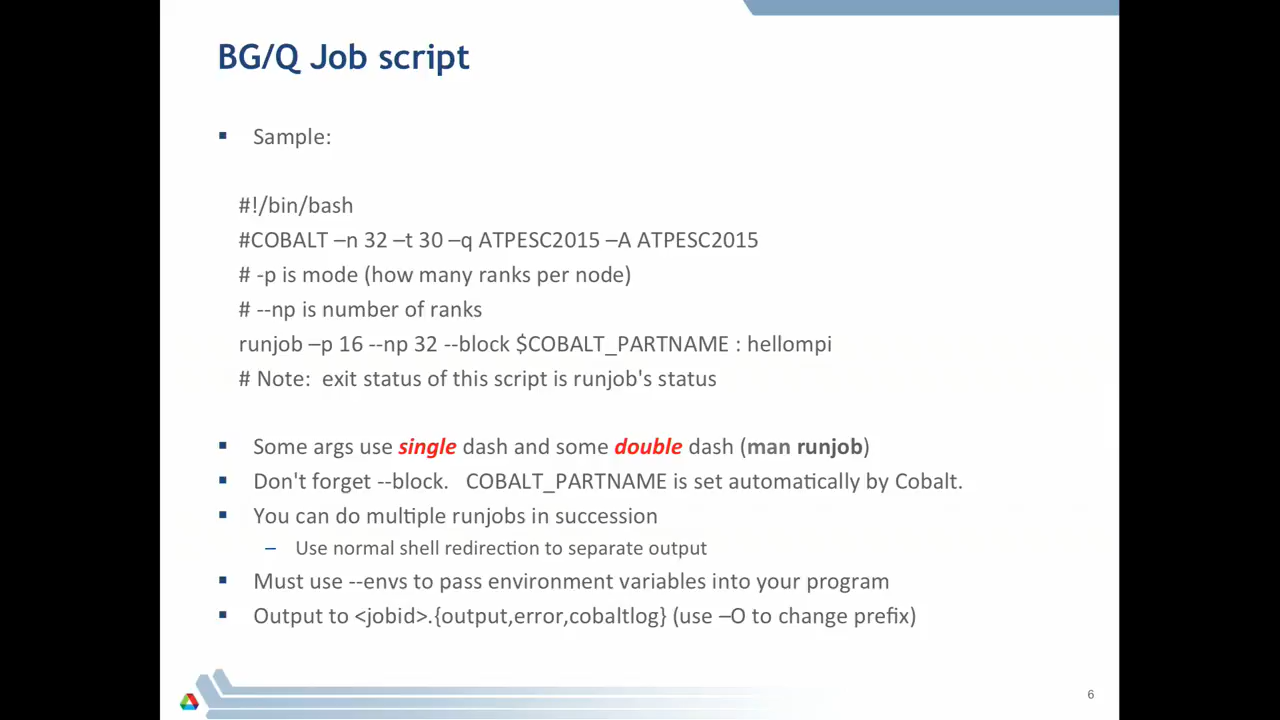 BG/Q Job script
▪ Sample:
#!/bin/bash
#COBALT –n 32 –t 30 –q ATPESC2015 –A ATPESC2015
# -p is mode (how many ranks per node)
# --np is number of ranks
runjob –p 16 --np 32 --block $COBALT_PARTNAME : hellompi
# Note:  exit status of this script is runjob's status
▪ Some args use single dash and some double dash (man runjob)
▪ Don't forget --block.   COBALT_PARTNAME is set automatically by Cobalt.
▪ You can do multiple runjobs in succession
– Use normal shell redirection to separate output
▪ Must use --envs to pass environment variables into your program
▪ Output to <jobid>.{output,error,cobaltlog} (use –O to change prefix)
6